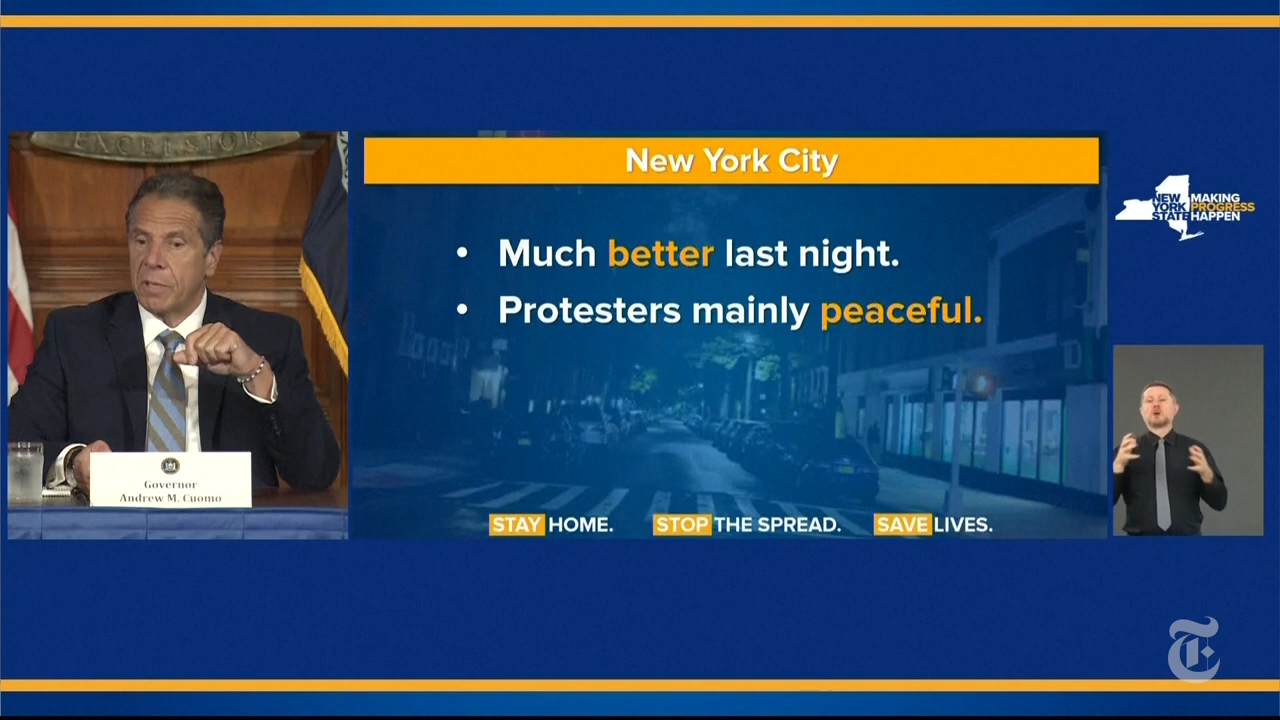 EXCELSIOR
Governor
Andrew M. Cuomo
New York City
• Much better last night.
• Protesters mainly peaceful.
STAY HOME. STOP THE SPREAD. SAVE LIVES.
NEW
YORK
STATE
MAKING
PROGRESS
HAPPEN
T